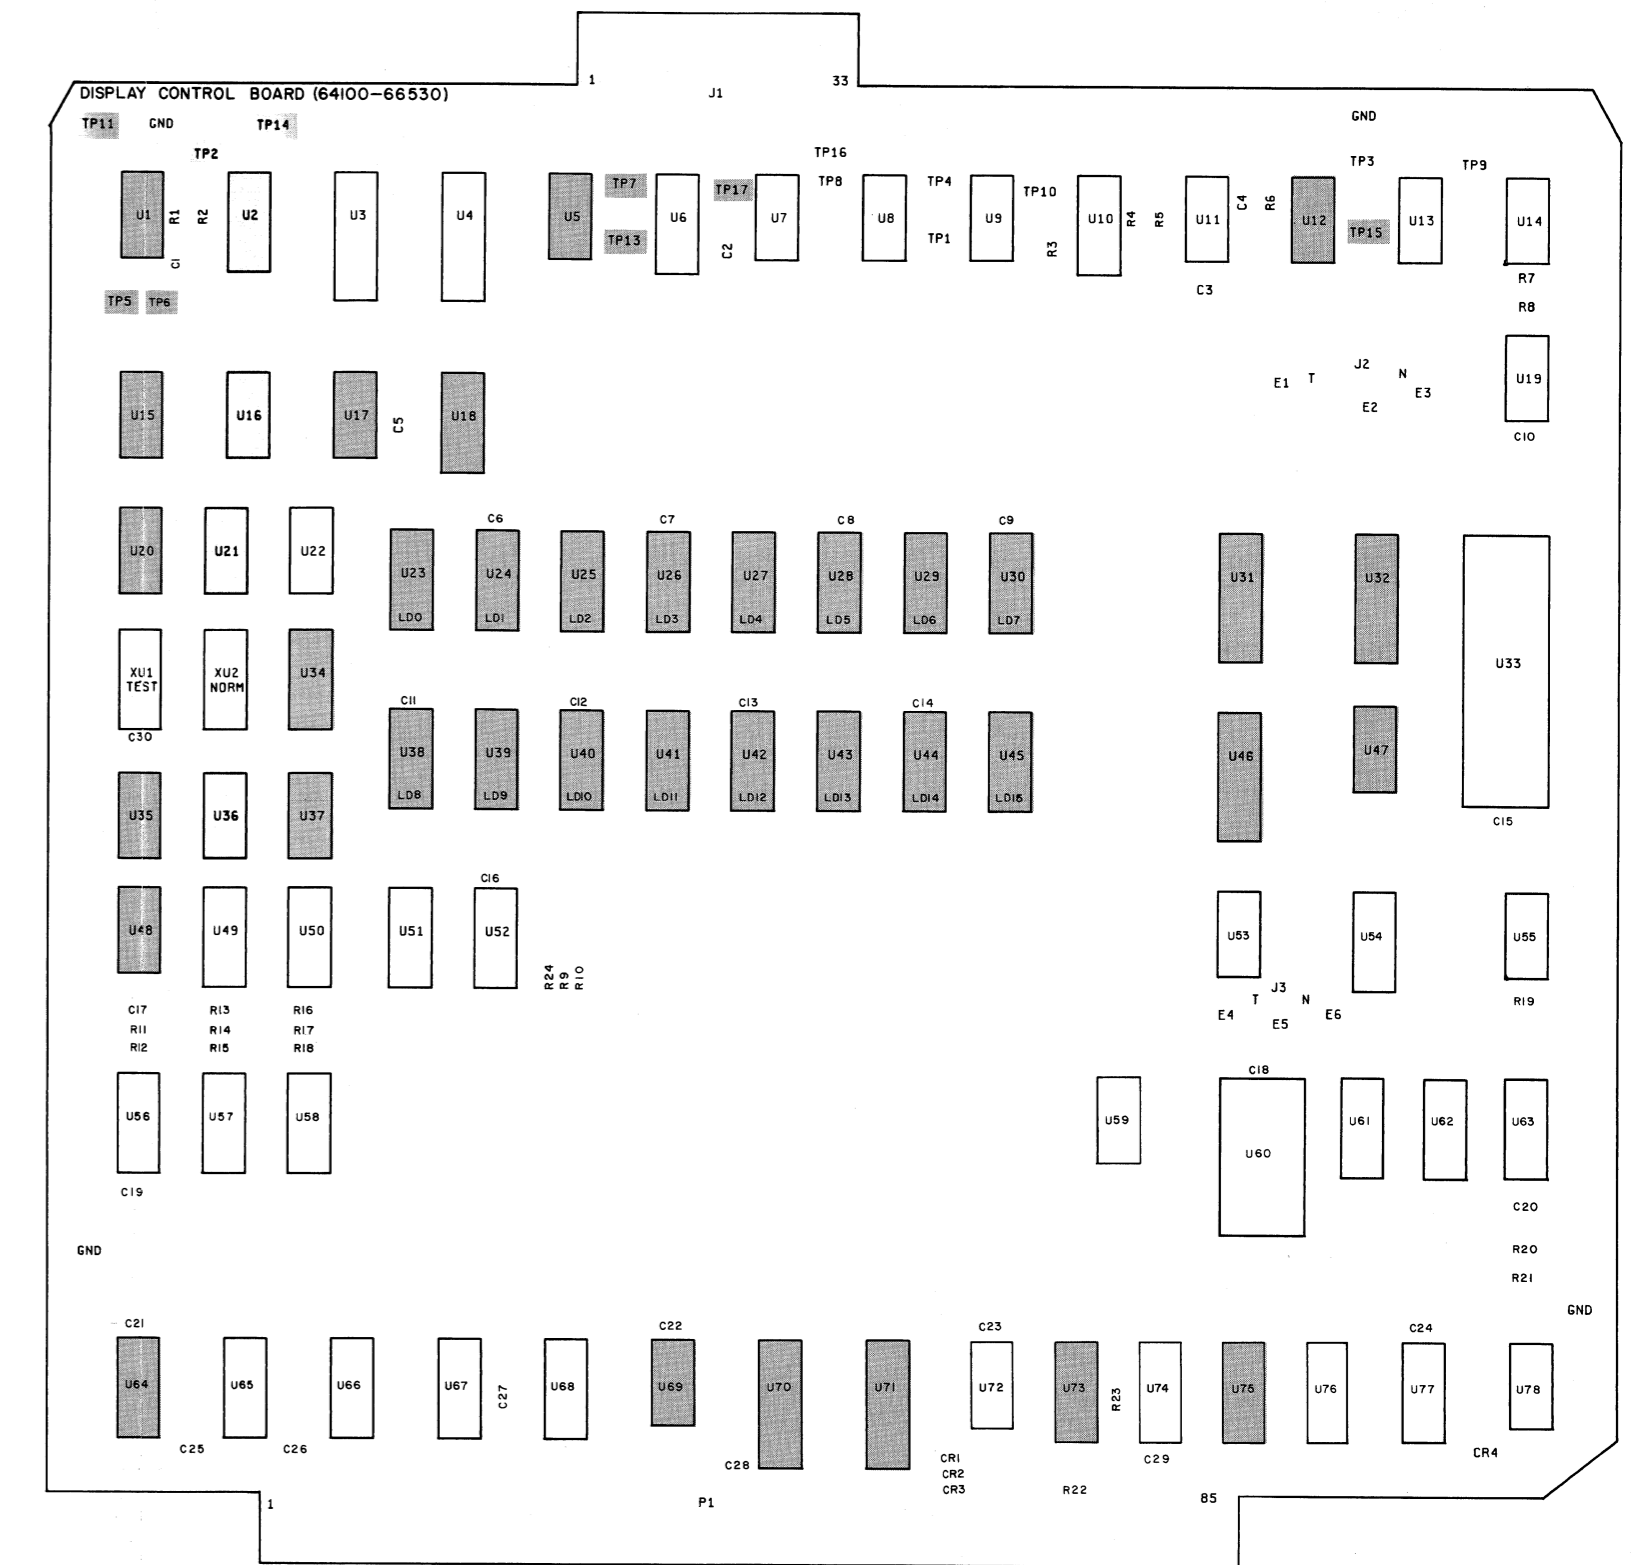 1 33
J1
DISPLAY CONTROL BOARD (64100-66530)
TP11 GND TP14 GND
TP2 TP16 TP3 TP9
TP7 TP17 TP8 TP4 TP10
U1 R1 R2 U2 U3 U4 U5 U6 U7 U8 U9 U10 R4 R5 U11 C4 R6 U12 U13 U14
TP13 C2 TP1 R3 TP15
C1
C3 R7
TP5 TP6 R8
J2
E1 T N E3 U19
E2
U15 U16 U17 C5 U18 C10
C6 C7 C8 C9
U20 U21 U22
U23 U24 U25 U26 U27 U28 U29 U30 U31 U32
LD0 LD1 LD2 LD3 LD4 LD5 LD6 LD7
XU1 XU2 U34 U33
TEST NORM
C11 C12 C13 C14
C30
U38 U39 U40 U41 U42 U43 U44 U45 U46 U47
LD8 LD9 LD10 LD11 LD12 LD13 LD14 LD15
U35 U36 U37 C15
C16
U48 U49 U50 U51 U52 U53 U54 U55
R24 R9 R10
J3
T N R19
C17 R13 R16 E4 E5 E6
R11 R14 R17
R12 R15 R18
C18
U56 U57 U58 U59 U61 U62 U63
U60
C19
C20
GND R20
R21
GND
C21 C22 C23 C24
U64 U65 U66 U67 C27 U68 U69 U70 U71 U72 U73 R23 U74 U75 U76 U77 U78
C25 C26 C28 CR1 C29 CR4
CR2
CR3 R22
1 P1 85